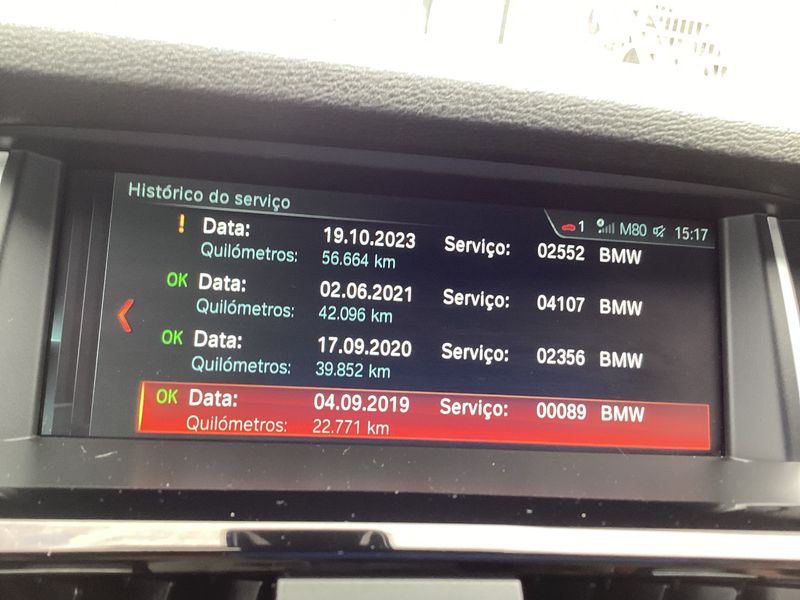 Histórico do serviço
1 M80 15:17
! Data: 19.10.2023 Serviço: 02552 BMW
Quilómetros: 56.664 km
OK Data: 02.06.2021 Serviço: 04107 BMW
Quilómetros: 42.096 km
OK Data: 17.09.2020 Serviço: 02356 BMW
Quilómetros: 39.852 km
OK Data: 04.09.2019 Serviço: 00089 BMW
Quilómetros: 22.771 km